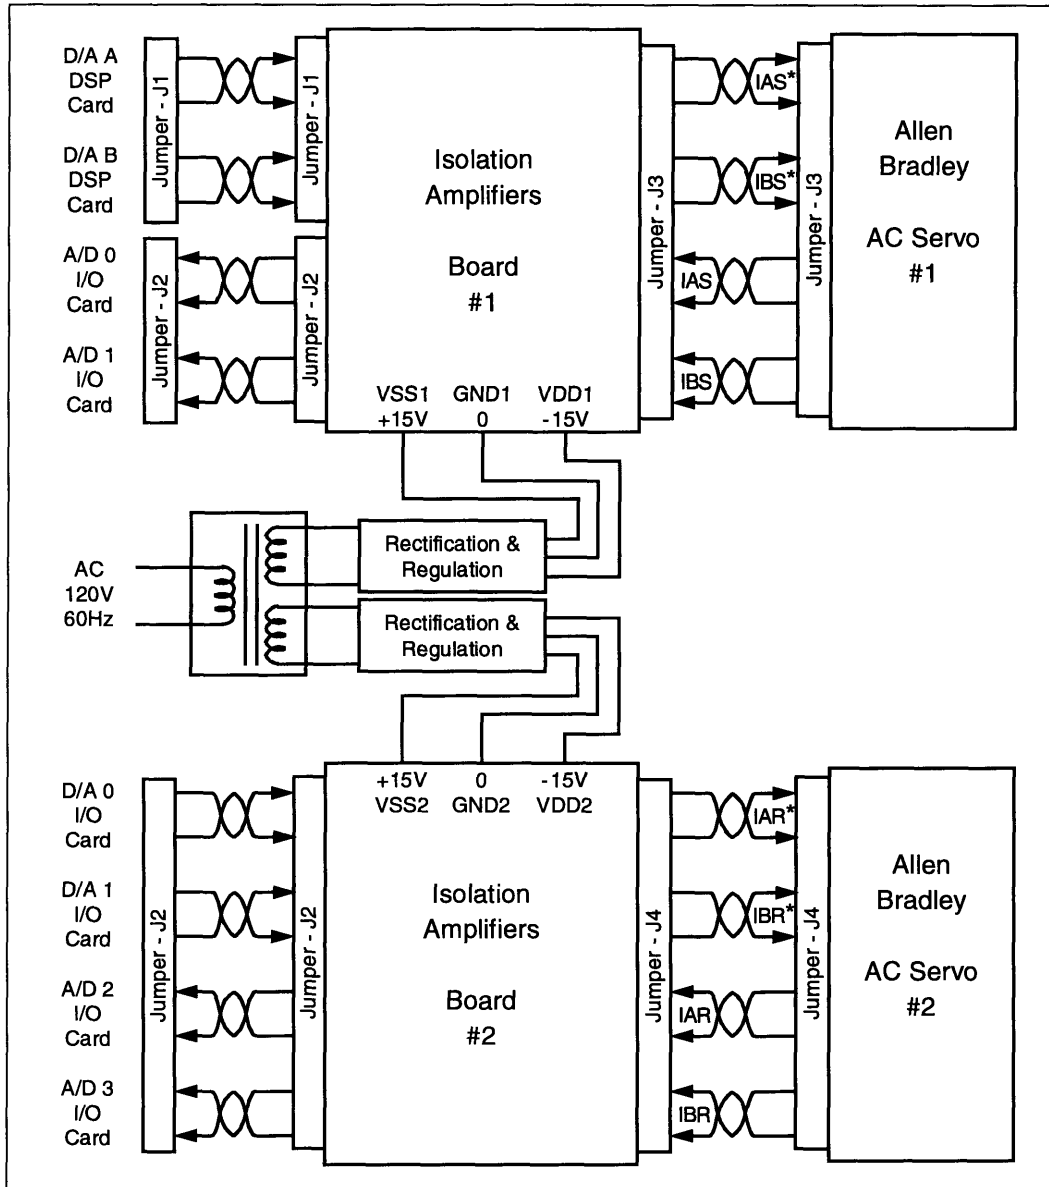 D/A A
DSP
Card
D/A B
DSP
Card
A/D 0
I/O
Card
A/D 1
I/O
Card
Jumper - J1
Jumper - J2
Jumper - J1
Jumper - J2
Isolation
Amplifiers
Board
#1
VSS1 GND1 VDD1
+15V 0 -15V
Jumper - J3
IAS*
IBS*
IAS
IBS
Jumper - J3
Allen
Bradley
AC Servo
#1
AC
120V
60Hz
Rectification &
Regulation
Rectification &
Regulation
D/A 0
I/O
Card
D/A 1
I/O
Card
A/D 2
I/O
Card
A/D 3
I/O
Card
Jumper - J2
Jumper - J2
+15V 0 -15V
VSS2 GND2 VDD2
Isolation
Amplifiers
Board
#2
Jumper - J4
IAR*
IBR*
IAR
IBR
Jumper - J4
Allen
Bradley
AC Servo
#2